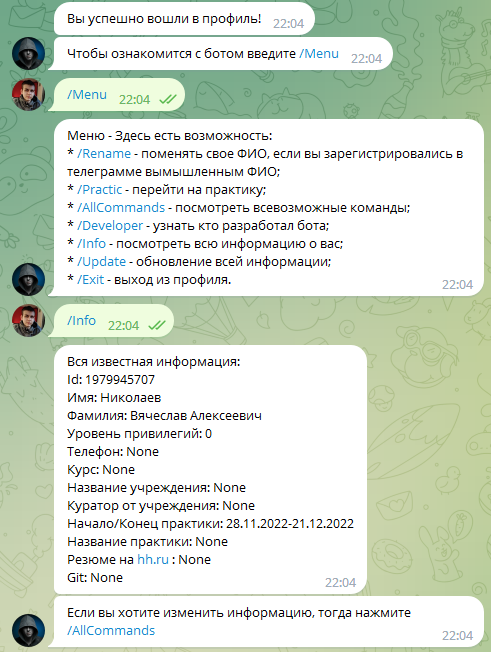 Вы успешно вошли в профиль! 22:04
Чтобы ознакомится с ботом введите /Menu 22:04
/Menu 22:04
Меню - Здесь есть возможность:
* /Rename - поменять свое ФИО, если вы зарегистрировались в
телеграмме вымышленным ФИО;
* /Practic - перейти на практику;
* /AllCommands - посмотреть всевозможные команды;
* /Developer - узнать кто разработал бота;
* /Info - посмотреть всю информацию о вас;
* /Update - обновление всей информации;
* /Exit - выход из профиля. 22:04
/Info 22:04
Вся известная информация:
Id: 1979945707
Имя: Николаев
Фамилия: Вячеслав Алексеевич
Уровень привилегий: 0
Телефон: None
Курс: None
Название учреждения: None
Куратор от учреждения: None
Начало/Конец практики: 28.11.2022-21.12.2022
Название практики: None
Резюме на hh.ru : None
Git: None 22:04
Если вы хотите изменить информацию, тогда нажмите
/AllCommands 22:04